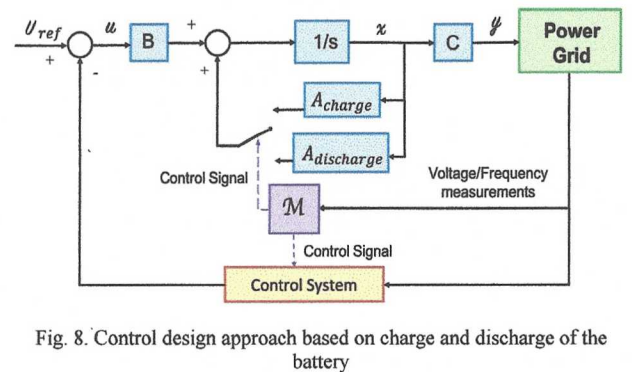 U_ref
u
B
+
+
+
-
1/s
x
C
y
Power
Grid
A_charge
A_discharge
Control Signal
Voltage/Frequency
measurements
M
Control Signal
Control System
Fig. 8. Control design approach based on charge and discharge of the
battery